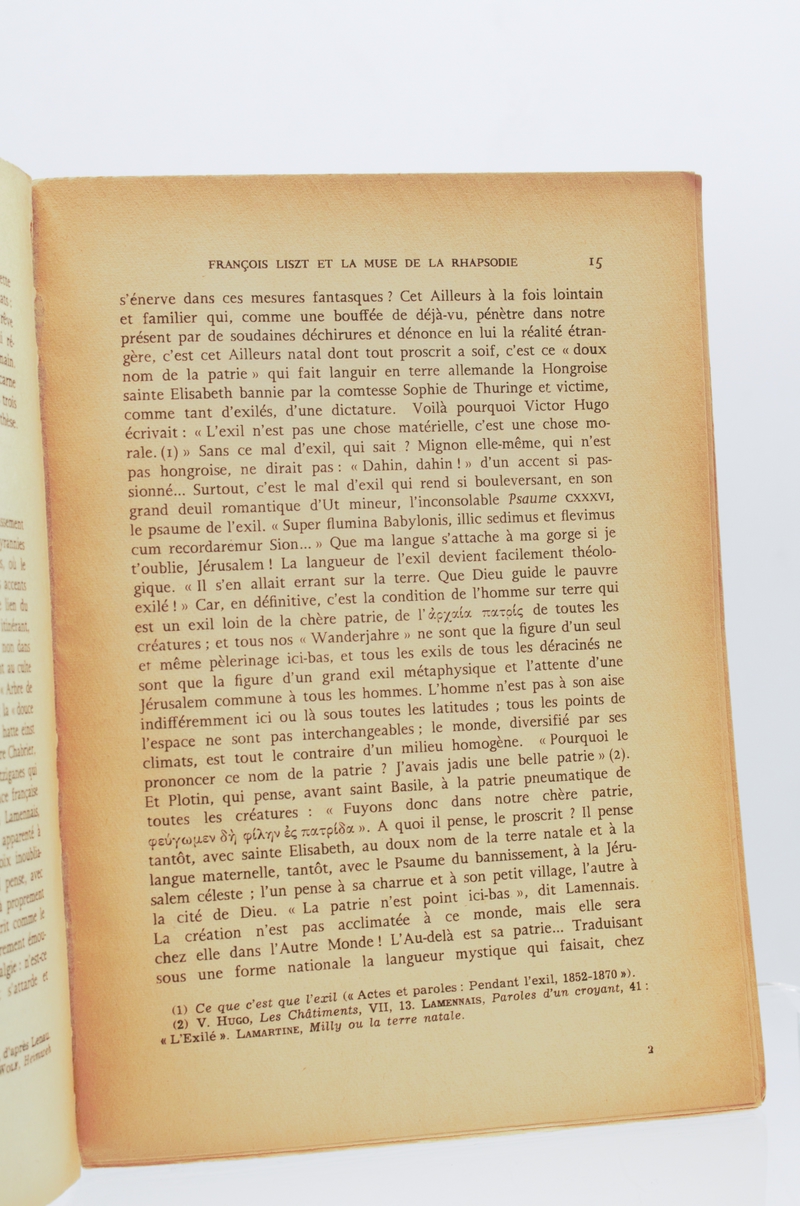 FRANÇOIS LISZT ET LA MUSE DE LA RHAPSODIE 15
s'énerve dans ces mesures fantasques ? Cet Ailleurs à la fois lointain
et familier qui, comme une bouffée de déjà-vu, pénètre dans notre
présent par de soudaines déchirures et dénonce en lui la réalité étran-
gère, c'est cet Ailleurs natal dont tout proscrit a soif, c'est ce « doux
nom de la patrie » qui fait languir en terre allemande la Hongroise
sainte Elisabeth bannie par la comtesse Sophie de Thuringe et victime,
comme tant d'exilés, d'une dictature. Voilà pourquoi Victor Hugo
écrivait : « L'exil n'est pas une chose matérielle, c'est une chose mo-
rale. (1) » Sans ce mal d'exil, qui sait ? Mignon elle-même, qui n'est
pas hongroise, ne dirait pas : « Dahin, dahin ! » d'un accent si pas-
sionné... Surtout, c'est le mal d'exil qui rend si bouleversant, en son
grand deuil romantique d'Ut mineur, l'inconsolable Psaume CXXXVI,
le psaume de l'exil. « Super flumina Babylonis, illic sedimus et flevimus
cum recordaremur Sion... » Que ma langue s'attache à ma gorge si je
t'oublie, Jérusalem ! La langueur de l'exil devient facilement théolo-
gique. « Il s'en allait errant sur la terre. Que Dieu guide le pauvre
exilé ! » Car, en définitive, c'est la condition de l'homme sur terre qui
est un exil loin de la chère patrie, de l'ἀρχαία πατρίς de toutes les
créatures ; et tous nos « Wanderjahre » ne sont que la figure d'un seul
et même pèlerinage ici-bas, et tous les exils de tous les déracinés ne
sont que la figure d'un grand exil métaphysique et l'attente d'une
Jérusalem commune à tous les hommes. L'homme n'est pas à son aise
indifféremment ici ou là sous toutes les latitudes ; tous les points de
l'espace ne sont pas interchangeables ; le monde, diversifié par ses
climats, est tout le contraire d'un milieu homogène. « Pourquoi le
prononcer ce nom de la patrie ? J'avais jadis une belle patrie » (2).
Et Plotin, qui pense, avant saint Basile, à la patrie pneumatique de
toutes les créatures : « Fuyons donc dans notre chère patrie,
φεύγωμεν δὴ φίλην ἐς πατρίδα ». A quoi il pense, le proscrit ? Il pense
tantôt, avec sainte Elisabeth, au doux nom de la terre natale et à la
langue maternelle, tantôt, avec le Psaume du bannissement, à la Jéru-
salem céleste ; l'un pense à sa charrue et à son petit village, l'autre à
la cité de Dieu. « La patrie n'est point ici-bas », dit Lamennais.
La création n'est pas acclimatée à ce monde, mais elle sera
chez elle dans l'Autre Monde ! L'Au-delà est sa patrie... Traduisant
sous une forme nationale la langueur mystique qui faisait, chez
(1) Ce que c'est que l'exil (« Actes et paroles : Pendant l'exil, 1852-1870 »).
(2) V. HUGO, Les Châtiments, VII, 13. LAMENNAIS, Paroles d'un croyant, 41 :
« L'Exilé ». LAMARTINE, Milly ou la terre natale.
2